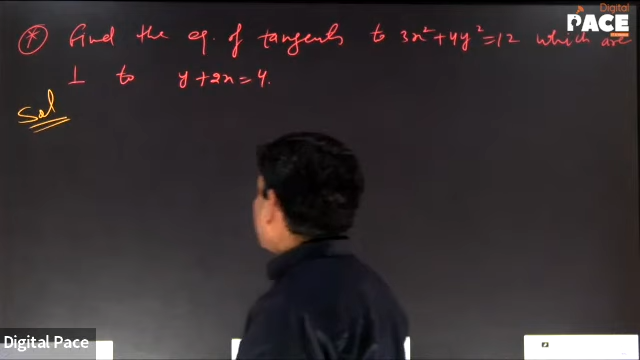 Digital
PACE
* Find the eq. of tangents to 3x²+4y²=12 which are
⊥ to y+2x=4.
Sol
Digital Pace